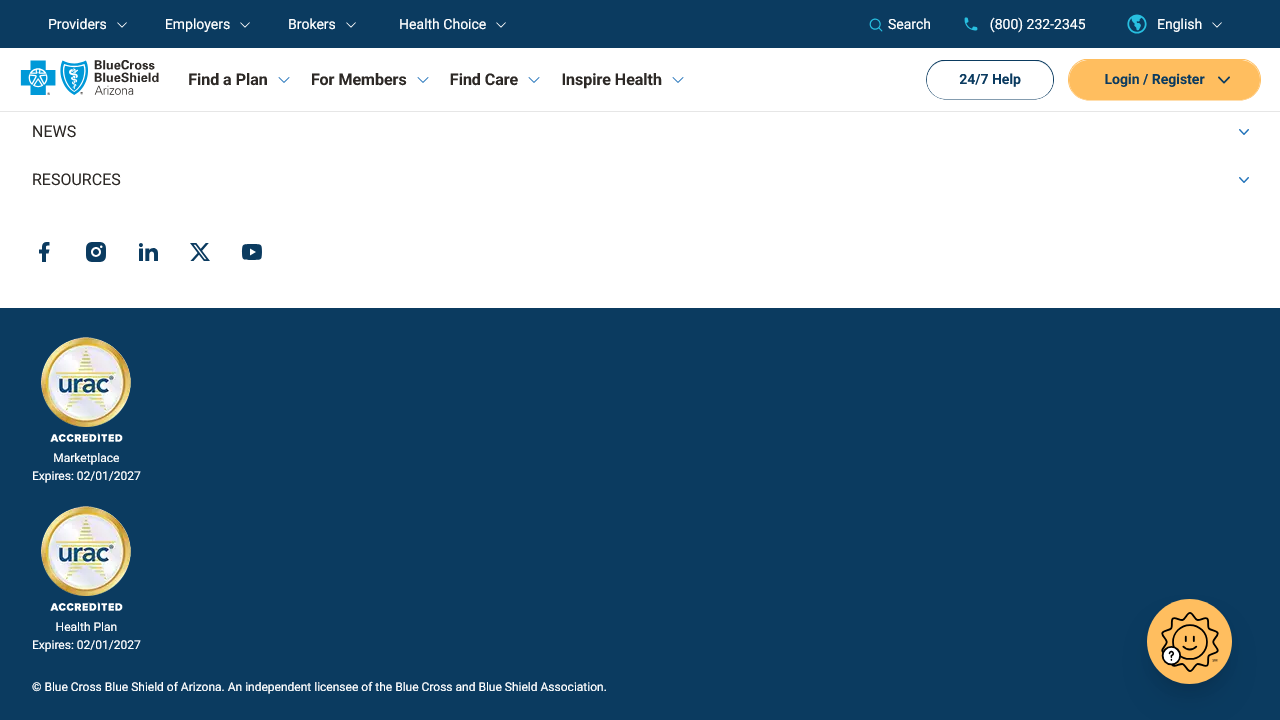 Providers Employers Brokers Health Choice Search (800) 232-2345 English
BlueCross
BlueShield
Arizona
Find a Plan For Members Find Care Inspire Health 24/7 Help Login / Register
NEWS
RESOURCES
urac
ACCREDITED
Marketplace
Expires: 02/01/2027
urac
ACCREDITED
Health Plan
Expires: 02/01/2027
?
© Blue Cross Blue Shield of Arizona. An independent licensee of the Blue Cross and Blue Shield Association.